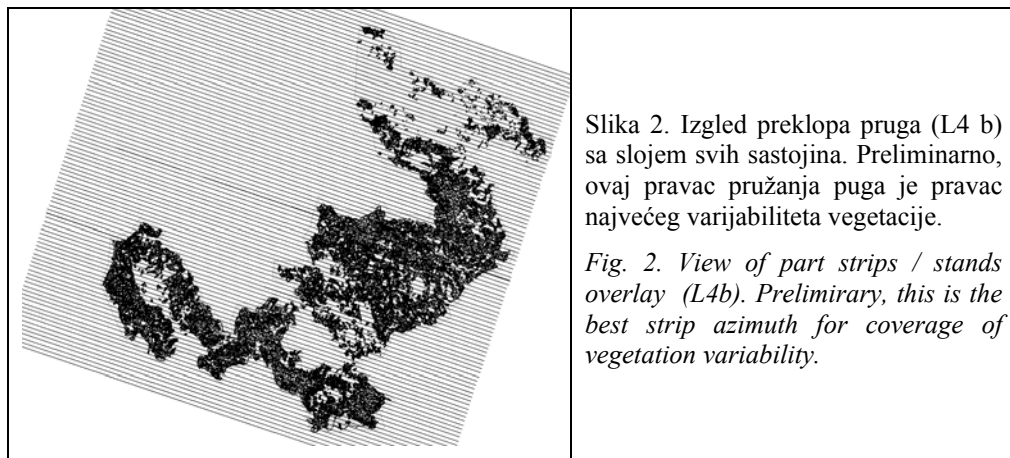 Slika 2. Izgled preklopa pruga (L4 b)
sa slojem svih sastojina. Preliminarno,
ovaj pravac pružanja puga je pravac
najvećeg varijabiliteta vegetacije.
Fig. 2. View of part strips / stands
overlay (L4b). Prelimirary, this is the
best strip azimuth for coverage of
vegetation variability.